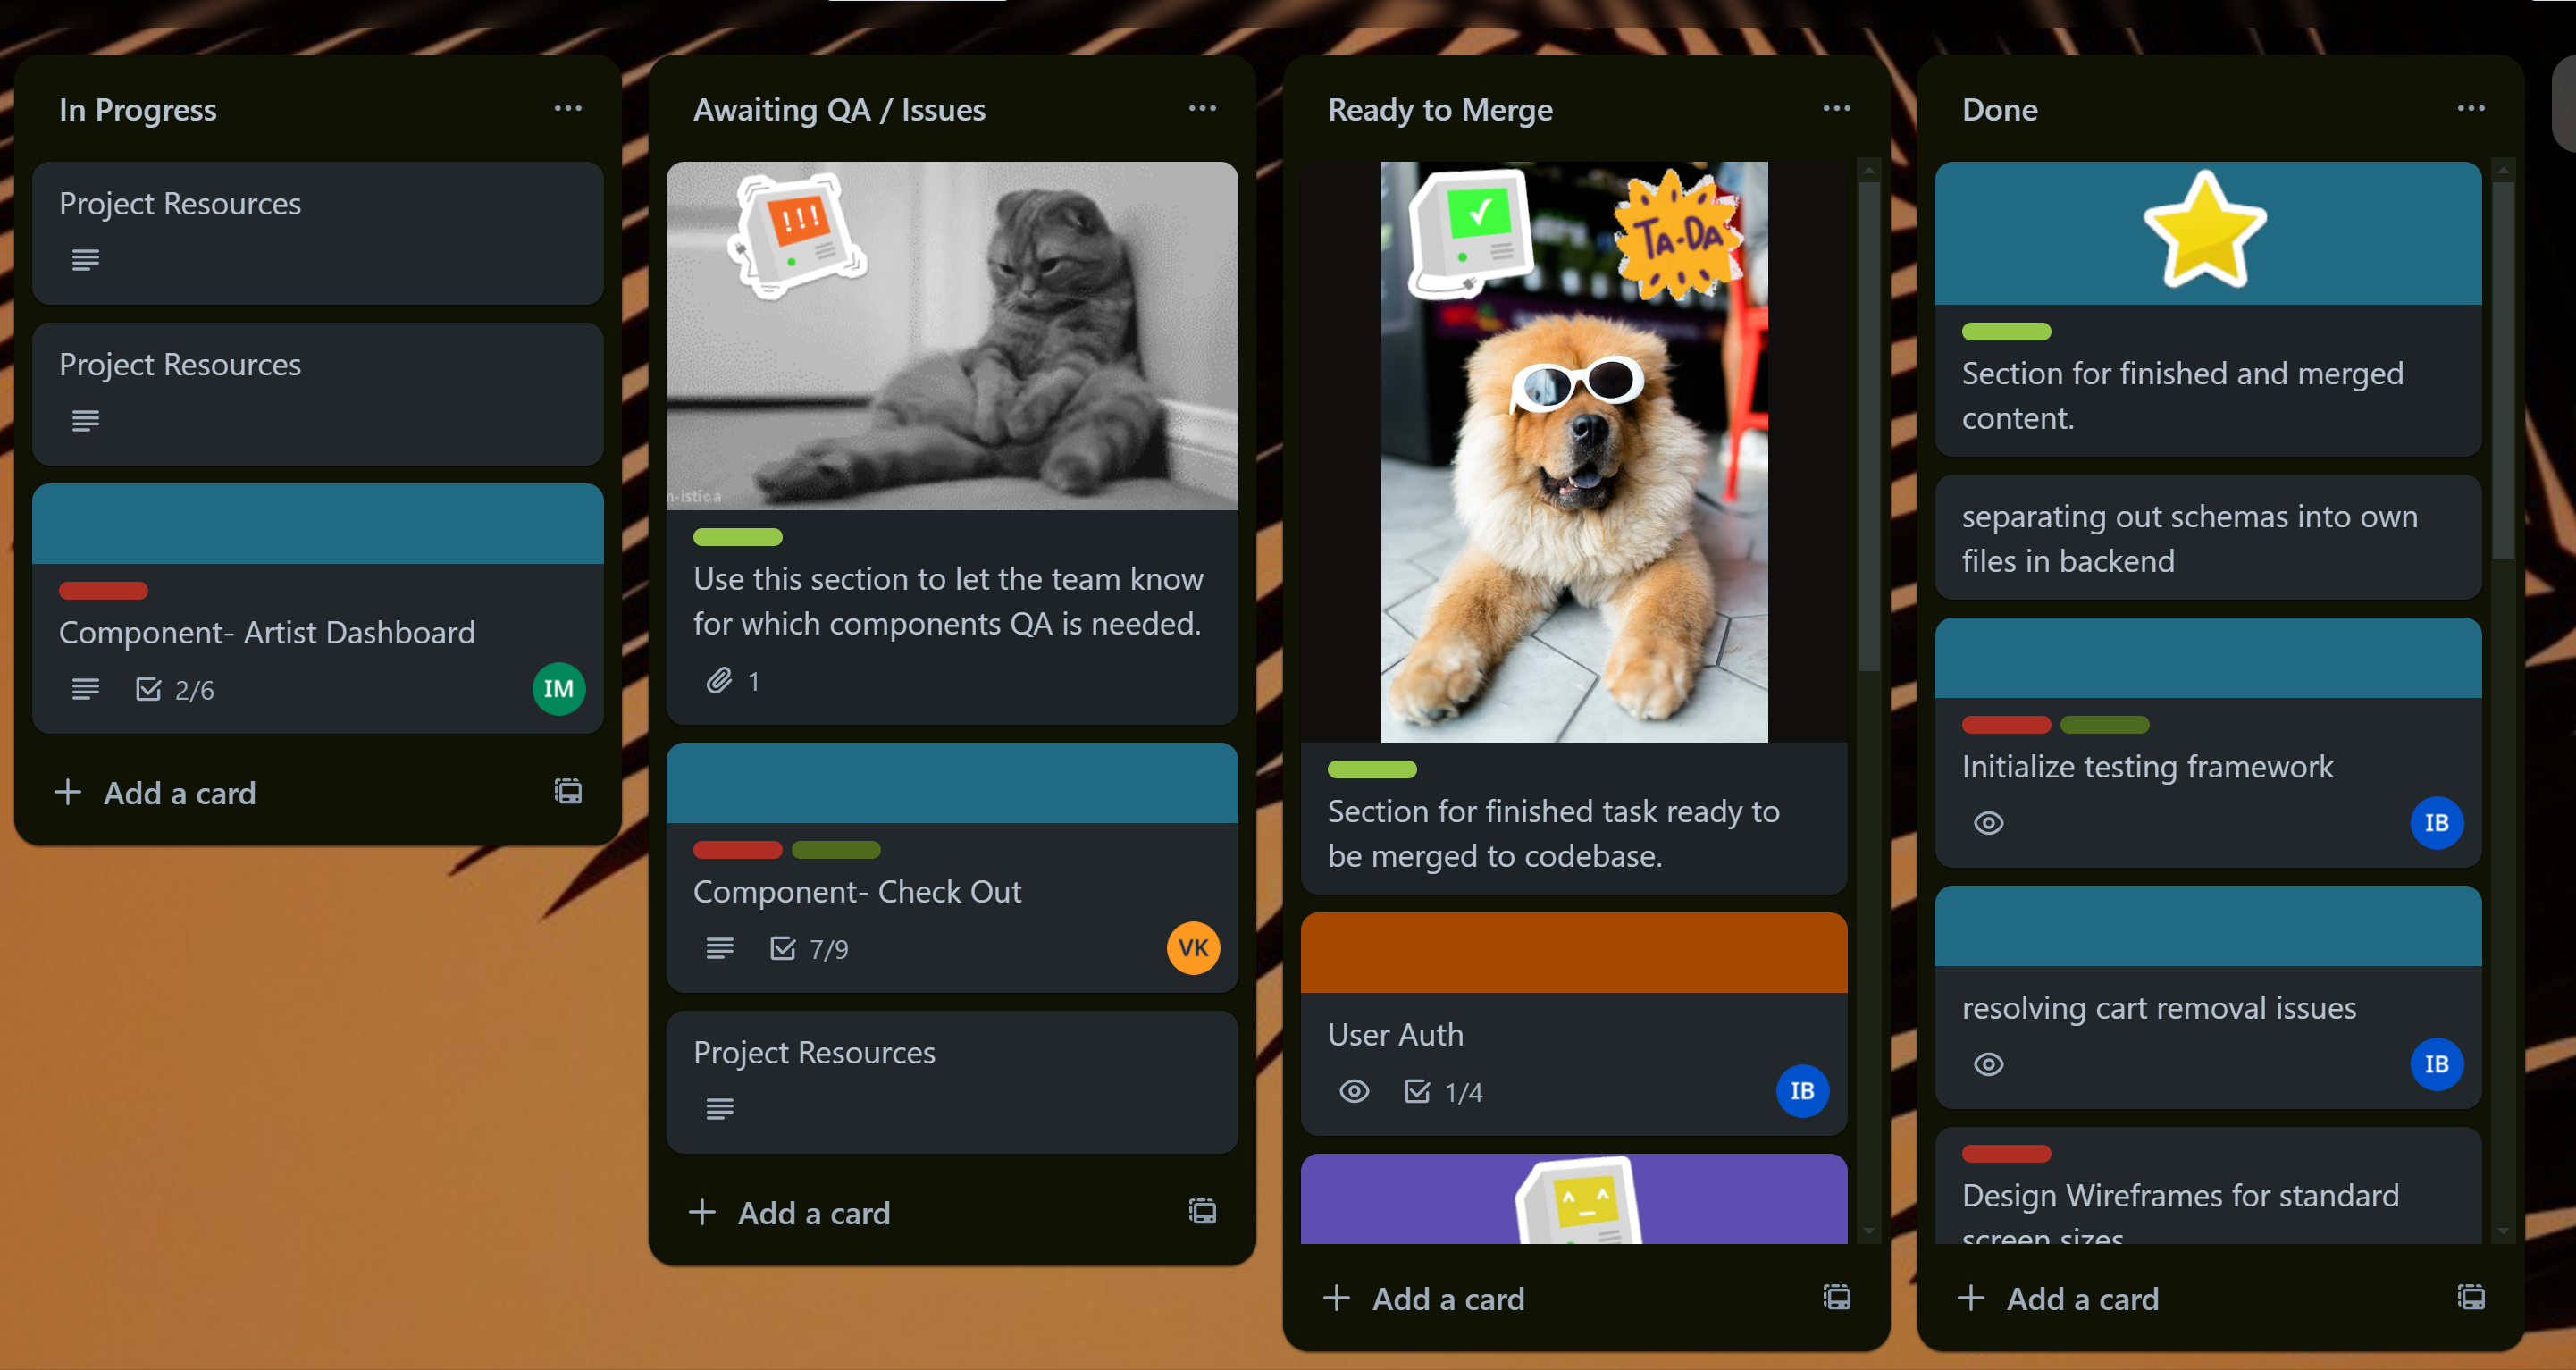 In Progress
Project Resources
Project Resources
Component- Artist Dashboard
2/6
IM
Add a card
Awaiting QA / Issues
!!!
n-istica
Use this section to let the team know
for which components QA is needed.
1
Component- Check Out
7/9
VK
Project Resources
Add a card
Ready to Merge
TA-DA
Section for finished task ready to
be merged to codebase.
User Auth
1/4
IB
Add a card
Done
Section for finished and merged
content.
separating out schemas into own
files in backend
Initialize testing framework
IB
resolving cart removal issues
IB
Design Wireframes for standard
screen sizes
Add a card